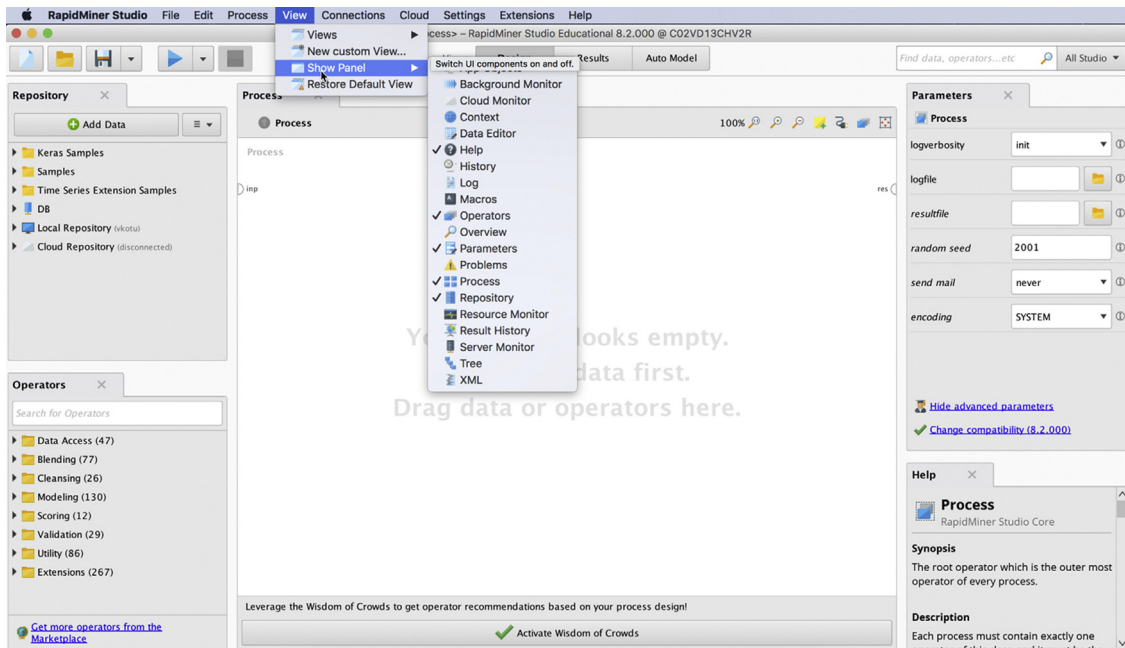 RapidMiner Studio File Edit Process View Connections Cloud Settings Extensions Help
ocess> – RapidMiner Studio Educational 8.2.000 @ C02VD13CHV2R
Views
New custom View...
Show Panel
Restore Default View
Switch UI components on and off.
Results
Auto Model
Find data, operators...etc
All Studio
Background Monitor
Cloud Monitor
Context
Data Editor
Help
History
Log
Macros
Operators
Overview
Parameters
Problems
Process
Repository
Resource Monitor
Result History
Server Monitor
Tree
XML
Repository
Add Data
Keras Samples
Samples
Time Series Extension Samples
DB
Local Repository (vkotu)
Cloud Repository (disconnected)
Operators
Search for Operators
Data Access (47)
Blending (77)
Cleansing (26)
Modeling (130)
Scoring (12)
Validation (29)
Utility (86)
Extensions (267)
Get more operators from the
Marketplace
Process
Process
100%
Process
inp
res
looks empty.
data first.
Drag data or operators here.
Leverage the Wisdom of Crowds to get operator recommendations based on your process design!
Activate Wisdom of Crowds
Parameters
Process
logverbosity init
logfile
resultfile
random seed 2001
send mail never
encoding SYSTEM
Hide advanced parameters
Change compatibility (8.2.000)
Help
Process
RapidMiner Studio Core
Synopsis
The root operator which is the outer most
operator of every process.
Description
Each process must contain exactly one